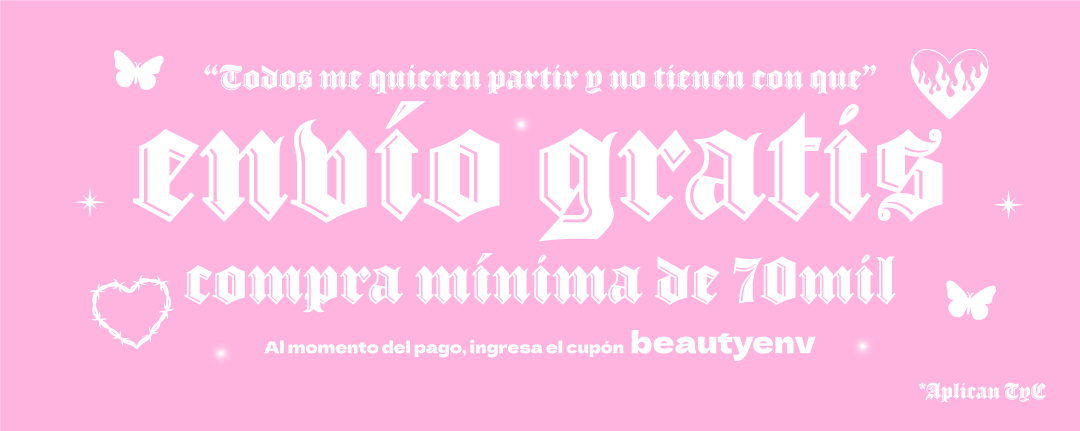 “Todos me quieren partir y no tienen con que”
envío gratis
compra mínima de 70mil
Al momento del pago, ingresa el cupón beautyenv
*Aplican TyC